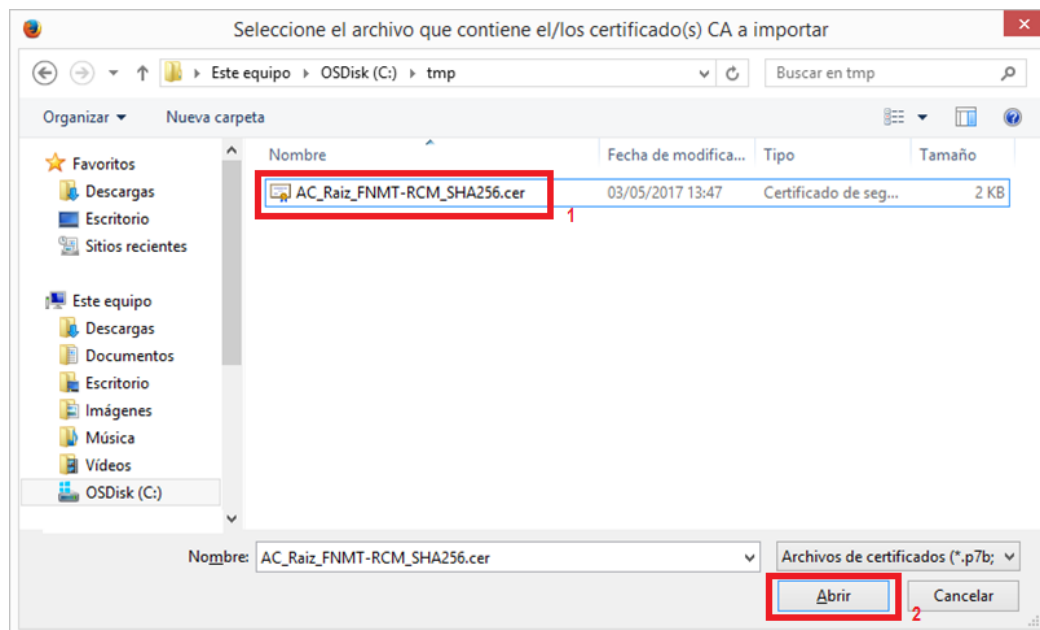 Seleccione el archivo que contiene el/los certificado(s) CA a importar
Este equipo OSDisk (C:) tmp
Buscar en tmp
Organizar Nueva carpeta
Favoritos
Descargas
Escritorio
Sitios recientes
Este equipo
Descargas
Documentos
Escritorio
Imágenes
Música
Vídeos
OSDisk (C:)
Nombre Fecha de modifica... Tipo Tamaño
AC_Raiz_FNMT-RCM_SHA256.cer 03/05/2017 13:47 Certificado de seg... 2 KB
1
Nombre: AC_Raiz_FNMT-RCM_SHA256.cer Archivos de certificados (*.p7b;
Abrir Cancelar
2